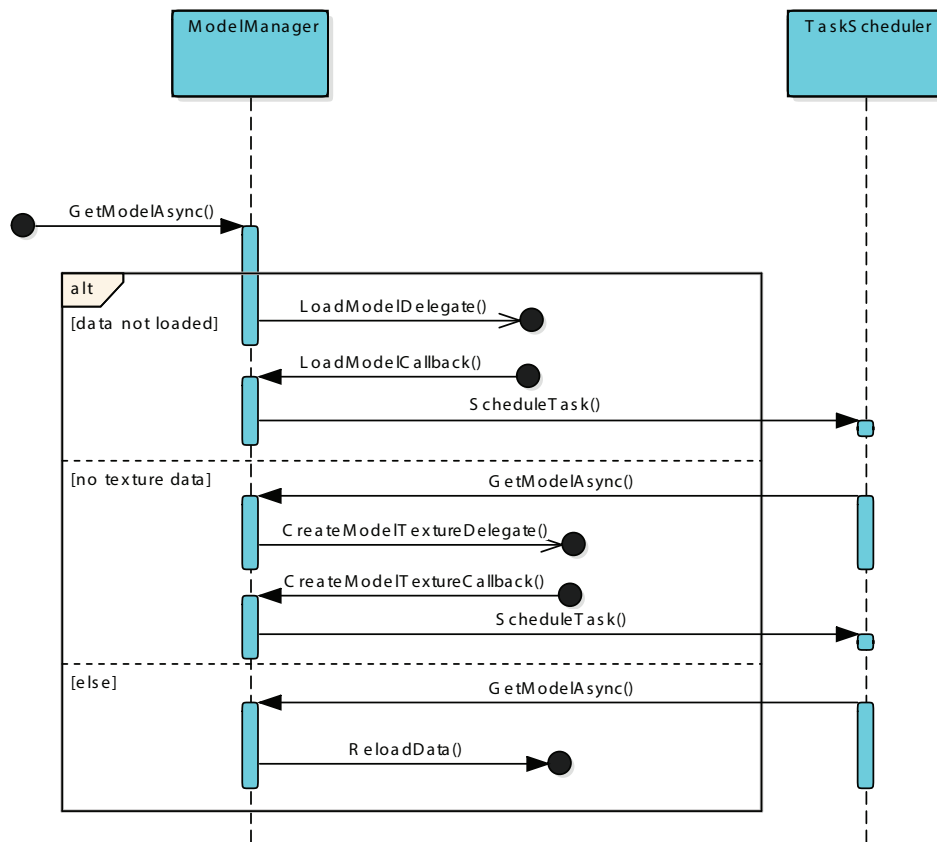 ModelManager
TaskScheduler
GetModelAsync()
alt
[data not loaded]
LoadModelDelegate()
LoadModelCallback()
ScheduleTask()
[no texture data]
GetModelAsync()
CreateModelTextureDelegate()
CreateModelTextureCallback()
ScheduleTask()
[else]
GetModelAsync()
ReloadData()